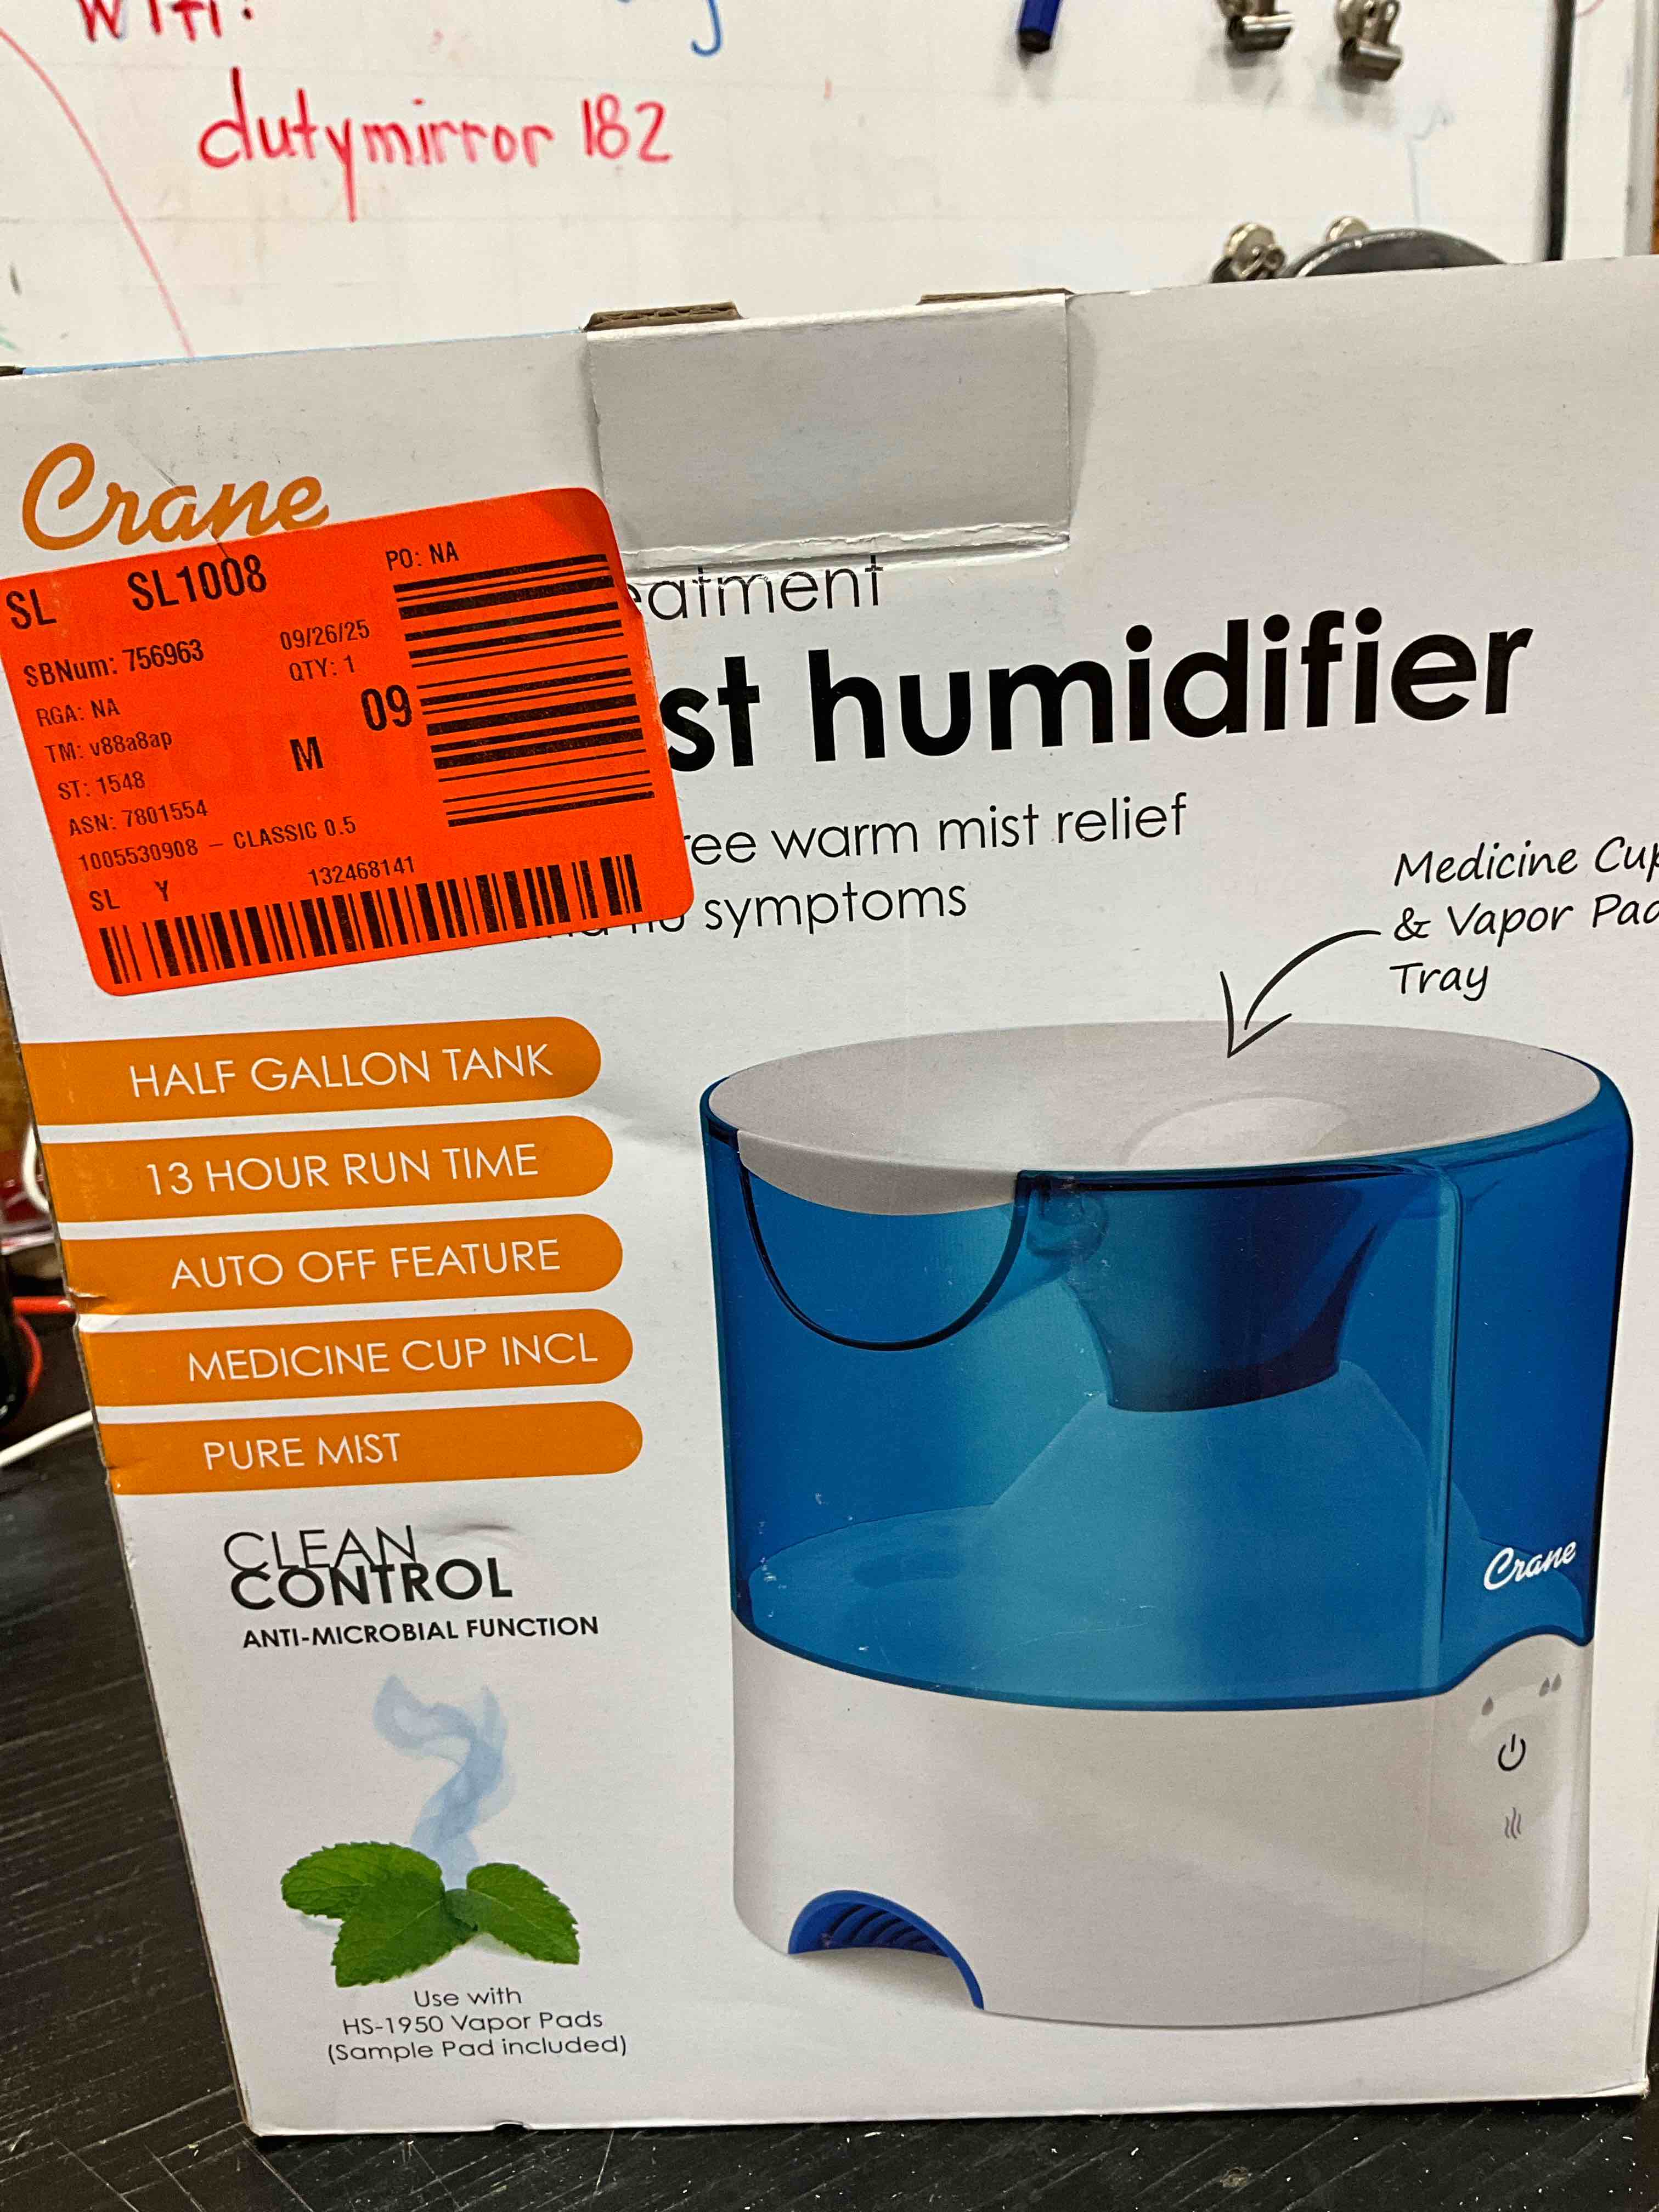 Wifi:
dutymirror 182
Crane
SL SL1008 PO: NA
SBNum: 756963 09/26/25
RGA: NA QTY: 1
TM: v88a8ap M 09
ST: 1548
ASN: 7801554
1005530908 – CLASSIC 0.5
SL Y 132468141
eatment
st humidifier
ree warm mist relief
symptoms
Medicine Cup
& Vapor Pad
Tray
HALF GALLON TANK
13 HOUR RUN TIME
AUTO OFF FEATURE
MEDICINE CUP INCL
PURE MIST
CLEAN
CONTROL
ANTI-MICROBIAL FUNCTION
Crane
Use with
HS-1950 Vapor Pads
(Sample Pad included)